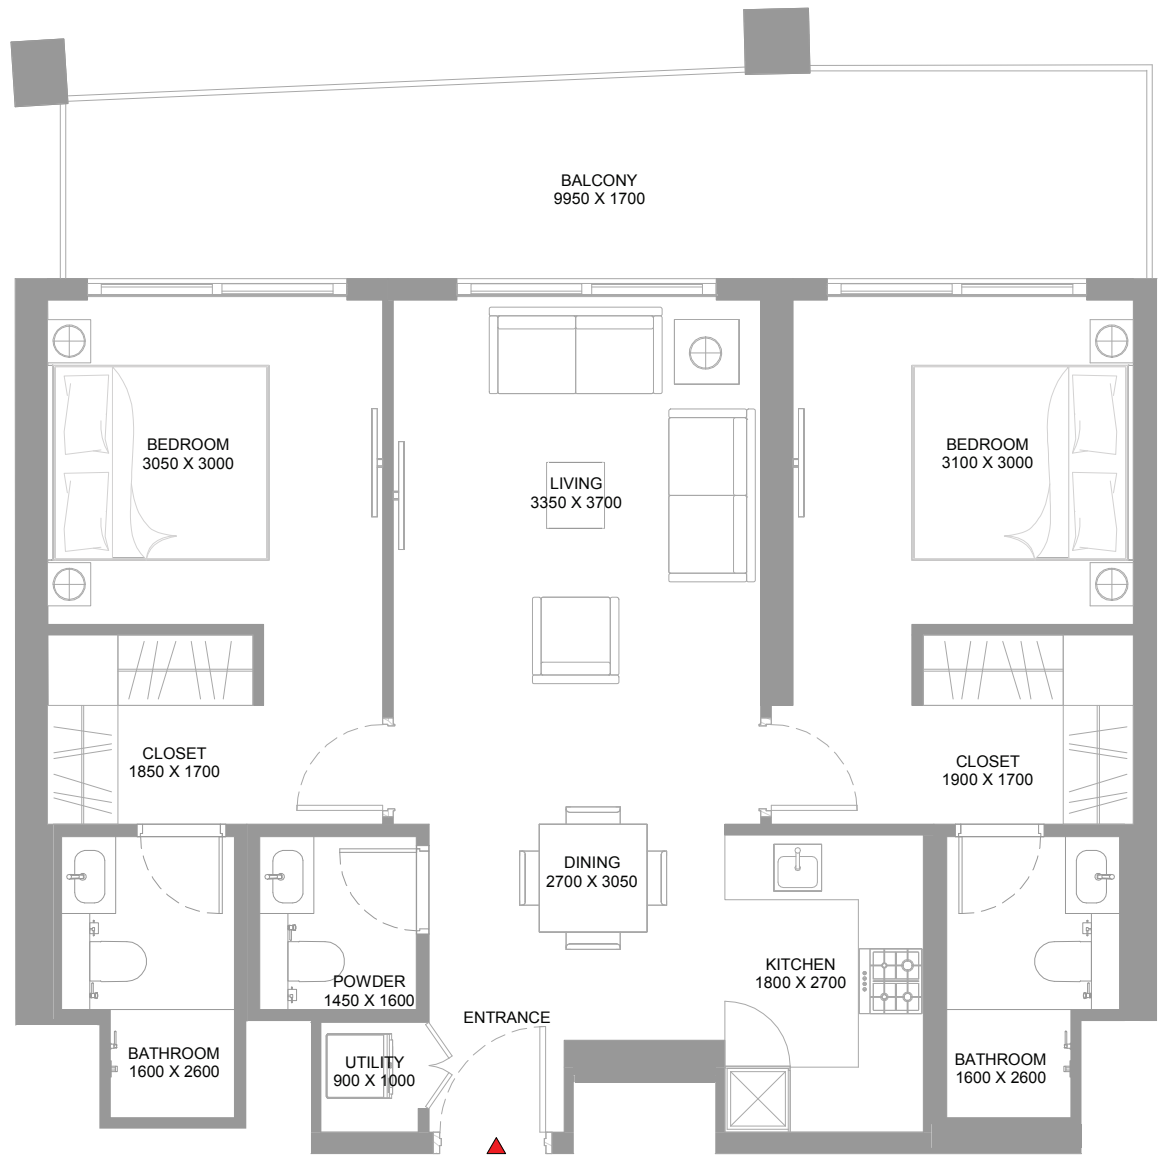 BALCONY
9950 X 1700
BEDROOM
3050 X 3000
LIVING
3350 X 3700
BEDROOM
3100 X 3000
CLOSET
1850 X 1700
CLOSET
1900 X 1700
DINING
2700 X 3050
KITCHEN
1800 X 2700
POWDER
1450 X 1600
ENTRANCE
BATHROOM
1600 X 2600
UTILITY
900 X 1000
BATHROOM
1600 X 2600